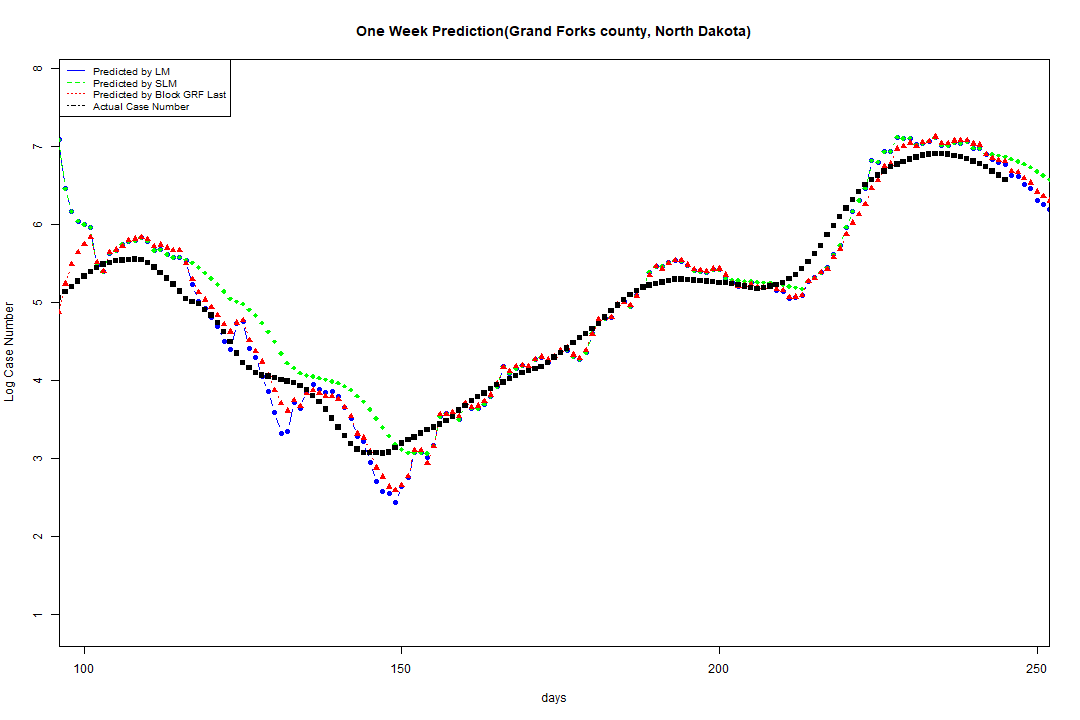 One Week Prediction(Grand Forks county, North Dakota)
Predicted by LM
Predicted by SLM
Predicted by Block GRF Last
Actual Case Number
8
7
6
5
4
3
2
1
Log Case Number
100 150 200 250
days